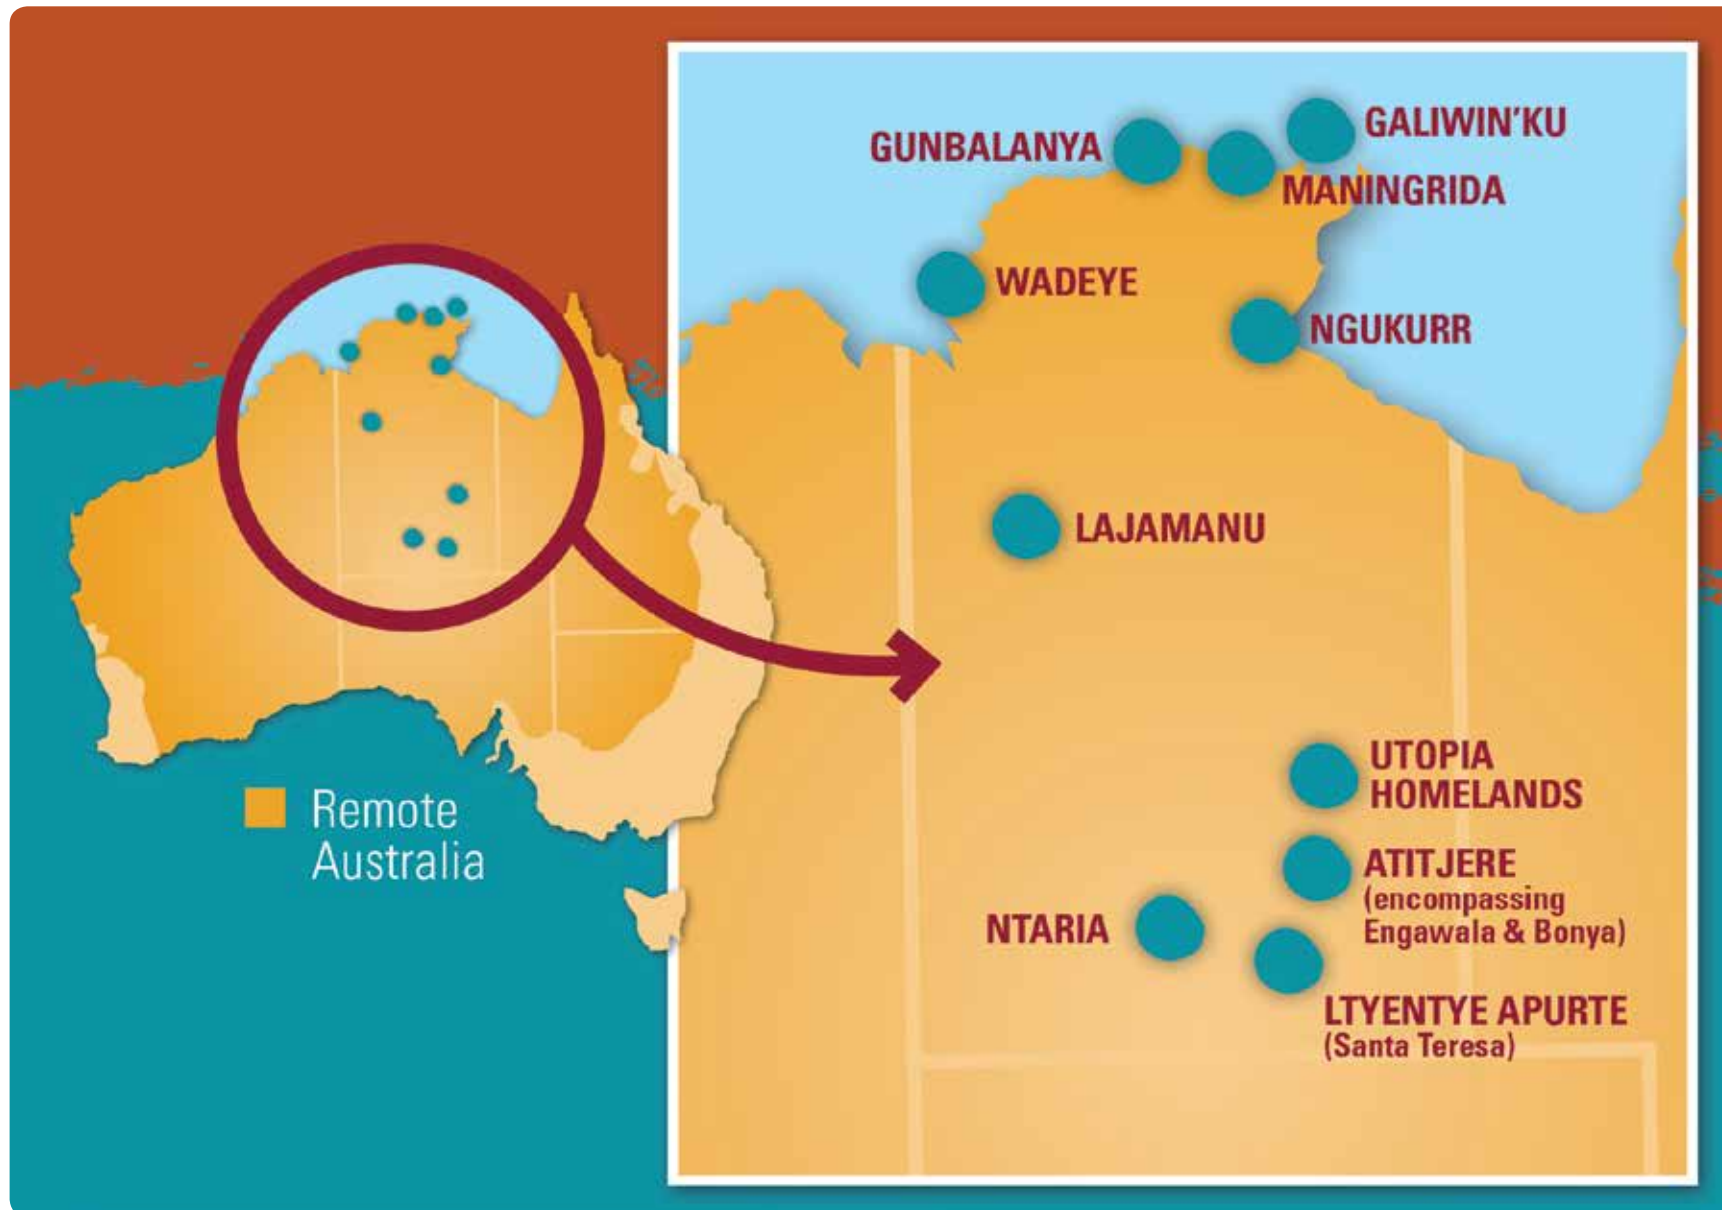 GALIWIN'KU
GUNBALANYA
MANINGRIDA
WADEYE
NGUKURR
LAJAMANU
UTOPIA
HOMELANDS
Remote
Australia
ATITJERE
(encompassing
Engawala & Bonya)
NTARIA
LTYENTYE APURTE
(Santa Teresa)